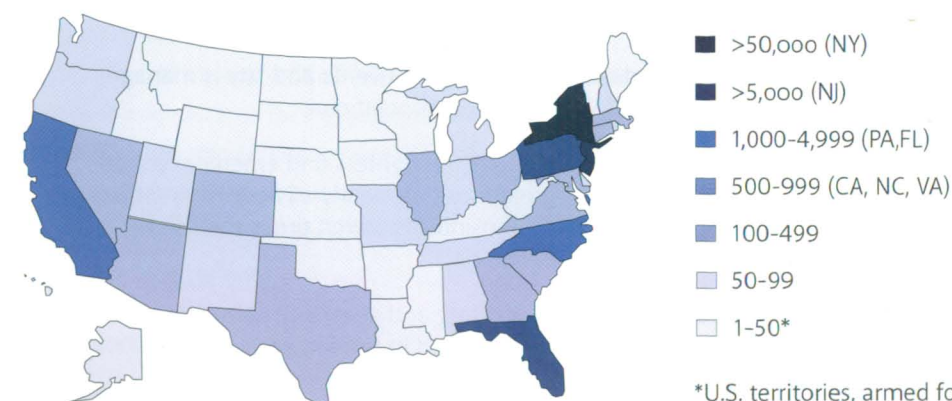 >50,000 (NY)
>5,000 (NJ)
1,000-4,999 (PA,FL)
500-999 (CA, NC, VA)
100-499
50-99
1-50*
*U.S. territories, armed fo